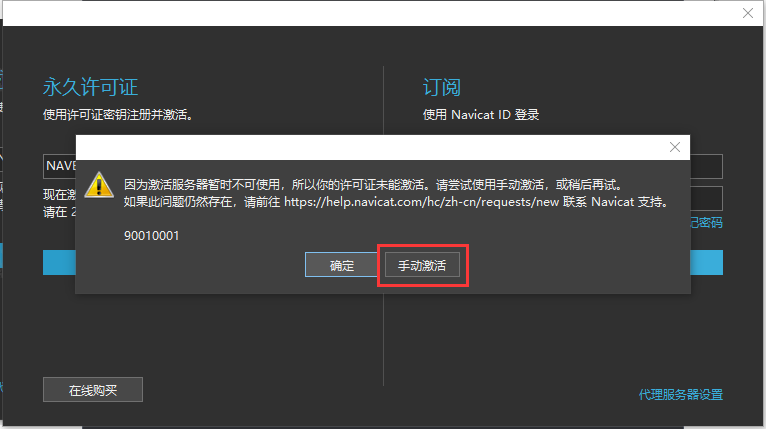 永久许可证
订阅
使用许可证密钥注册并激活。
使用 Navicat ID 登录
因为激活服务器暂时不可使用，所以你的许可证未能激活。请尝试使用手动激活，或稍后再试。
如果此问题仍然存在，请前往 https://help.navicat.com/hc/zh-cn/requests/new 联系 Navicat 支持。
90010001
确定
手动激活
NAVE
现在激
请在 2
记密码
在线购买
代理服务器设置